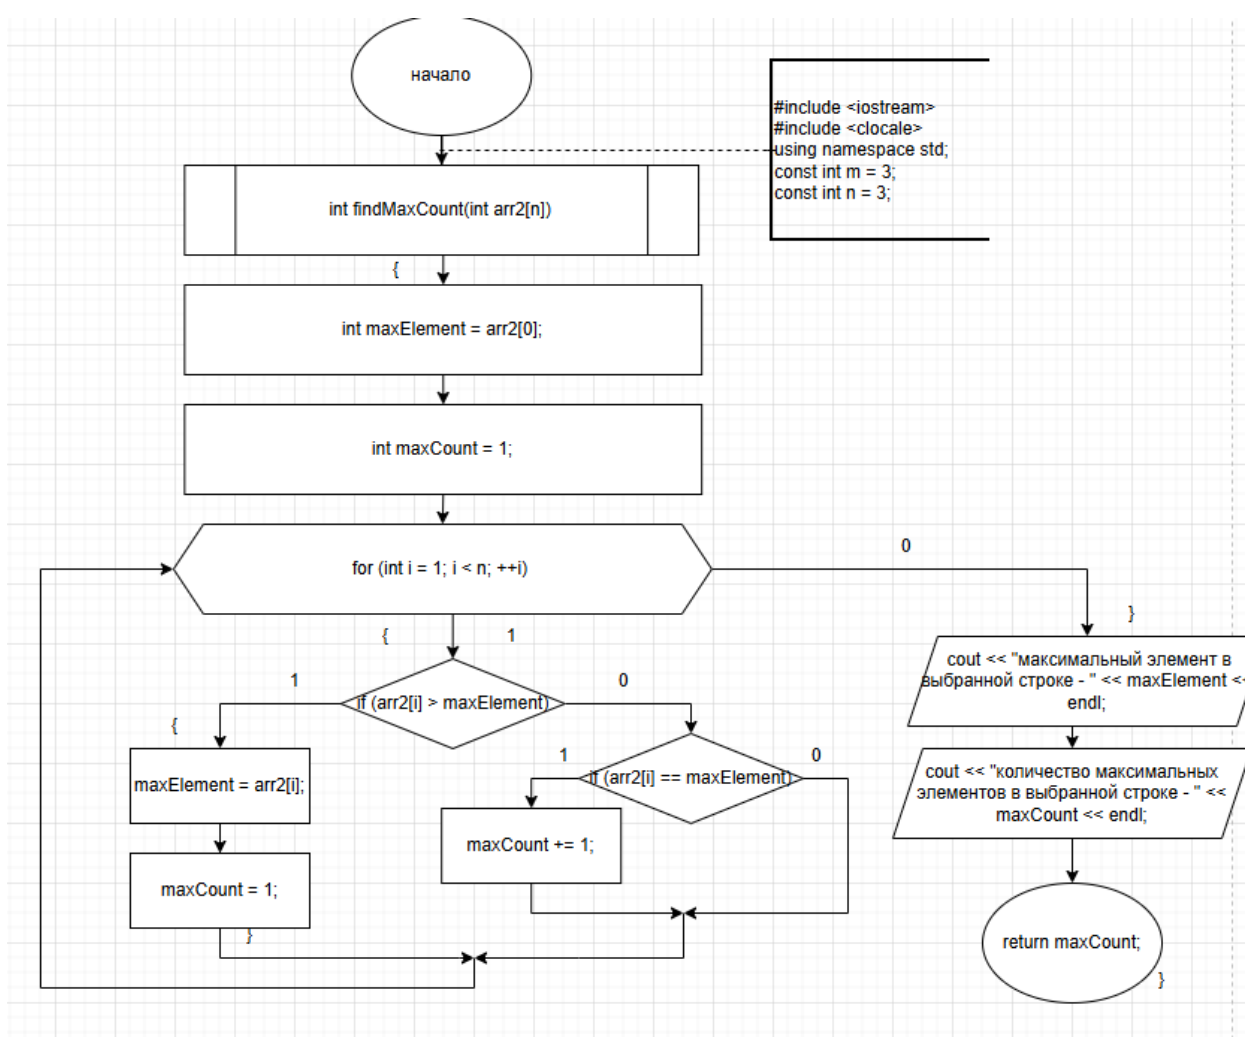 начало
#include <iostream>
#include <clocale>
using namespace std;
const int m = 3;
const int n = 3;
int findMaxCount(int arr2[n])
{
int maxElement = arr2[0];
int maxCount = 1;
for (int i = 1; i < n; ++i)
0
}
{
1
1
if (arr2[i] > maxElement)
0
{
maxElement = arr2[i];
maxCount = 1;
}
1
if (arr2[i] == maxElement)
0
maxCount += 1;
cout << "максимальный элемент в
выбранной строке - " << maxElement <<
endl;
cout << "количество максимальных
элементов в выбранной строке - " <<
maxCount << endl;
return maxCount;
}